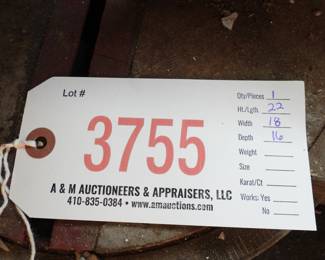 Lot #
3755
A & M AUCTIONEERS & APPRAISERS, LLC
410-835-0384 • www.amauctions.com
Qty/Pieces 1
Ht./Lgth. 22
Width 18
Depth 16
Weight
Size
Karat/Ct
Works: Yes
No